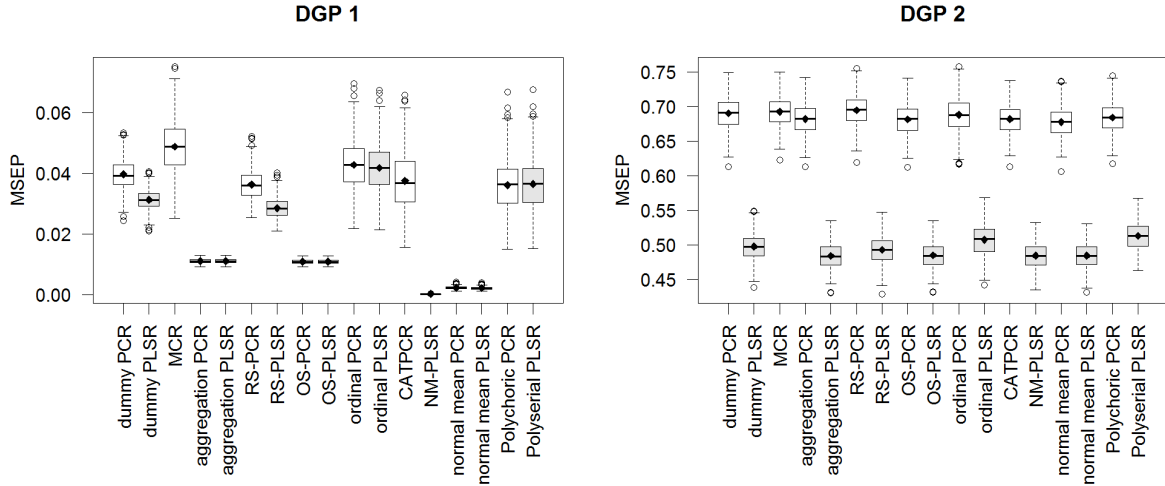 DGP 1
MSEP
0.06
0.04
0.02
0.00
dummy PCR
dummy PLSR
MCR
aggregation PCR
aggregation PLSR
RS-PCR
RS-PLSR
OS-PCR
OS-PLSR
ordinal PCR
ordinal PLSR
CATPCR
NM-PLSR
normal mean PCR
normal mean PLSR
Polychoric PCR
Polyserial PLSR
DGP 2
MSEP
0.75
0.70
0.65
0.60
0.55
0.50
0.45
dummy PCR
dummy PLSR
MCR
aggregation PCR
aggregation PLSR
RS-PCR
RS-PLSR
OS-PCR
OS-PLSR
ordinal PCR
ordinal PLSR
CATPCR
NM-PLSR
normal mean PCR
normal mean PLSR
Polychoric PCR
Polyserial PLSR